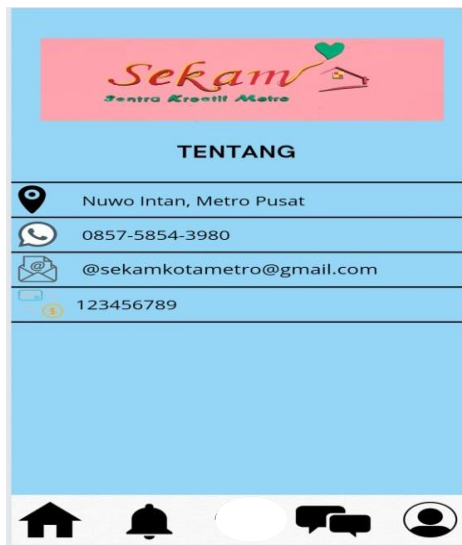 Sekam
Sentra Kreatif Metro
TENTANG
Nuwo Intan, Metro Pusat
0857-5854-3980
@sekamkotametro@gmail.com
123456789